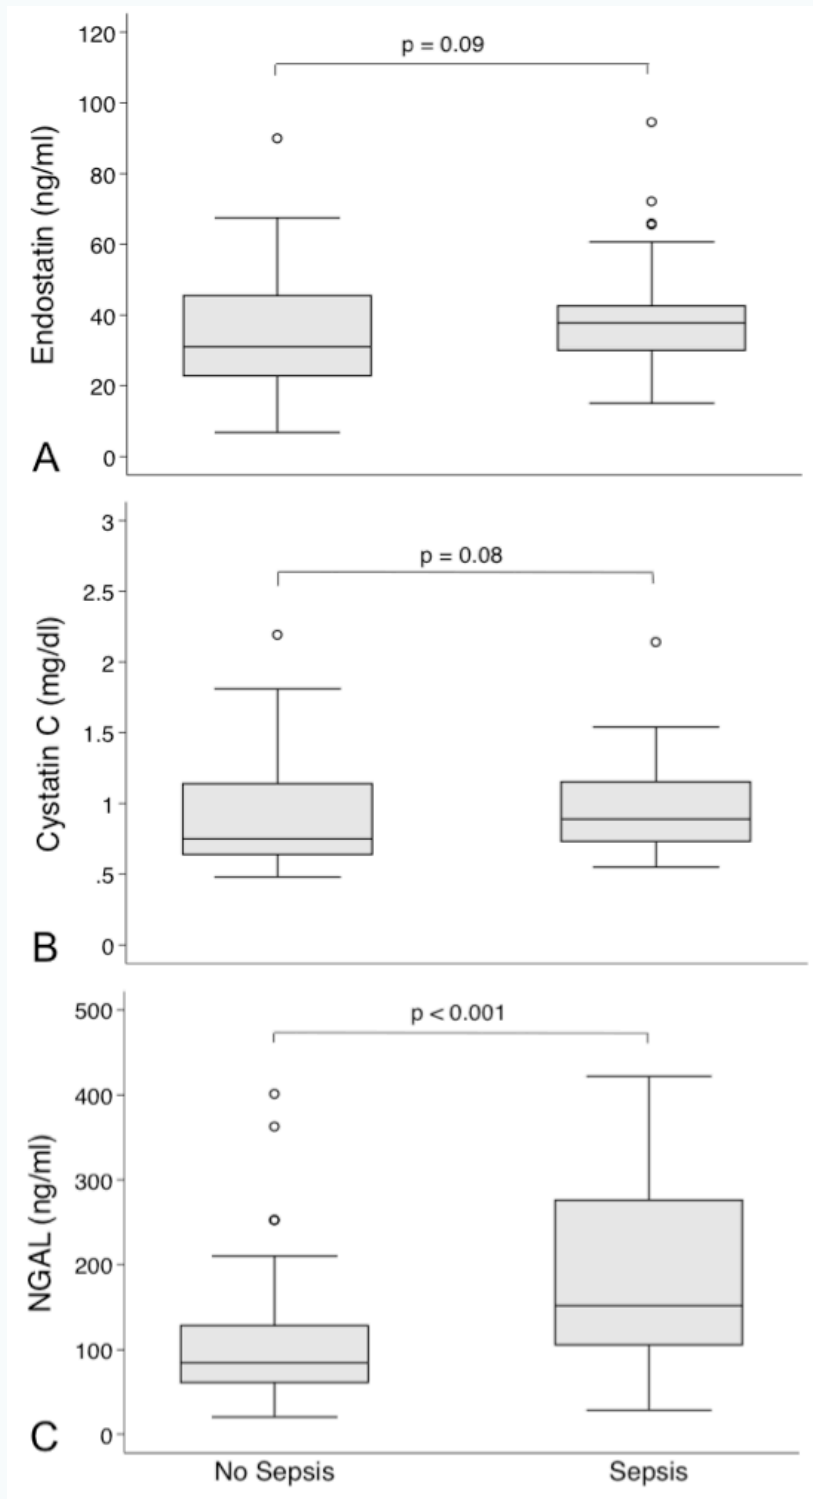 p = 0.09
120
100
80
60
40
20
0
Endostatin (ng/ml)
A
p = 0.08
3
2.5
2
1.5
1
.5
0
Cystatin C (mg/dl)
B
p < 0.001
500
400
300
200
100
0
NGAL (ng/ml)
C
No Sepsis
Sepsis